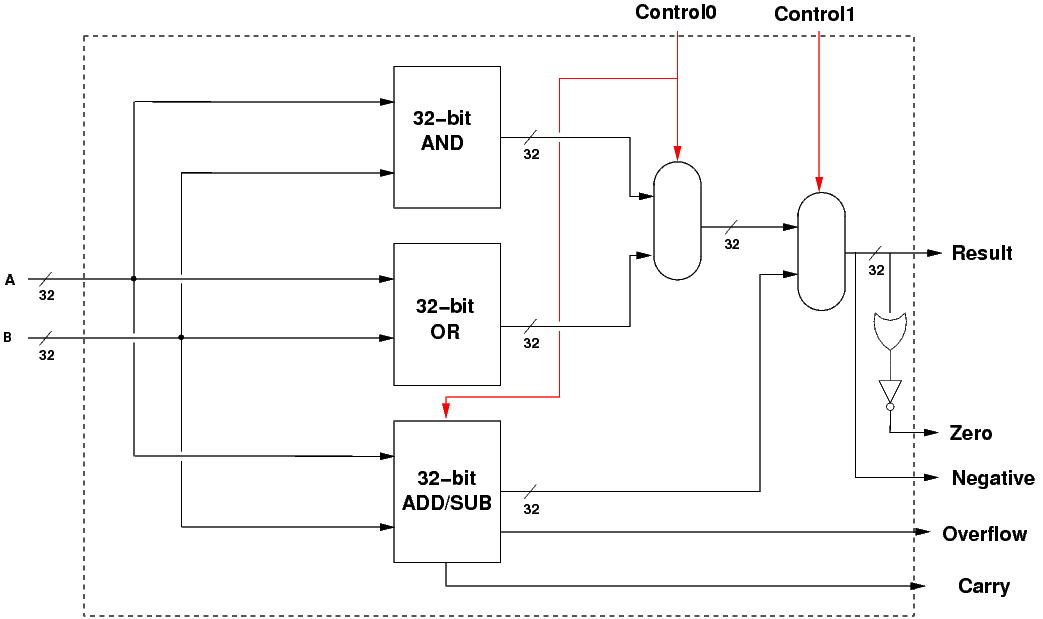 Control0
Control1
32−bit
AND
32
32
A
32
32−bit
OR
32
B
32
32
Result
32−bit
ADD/SUB
32
Zero
Negative
Overflow
Carry